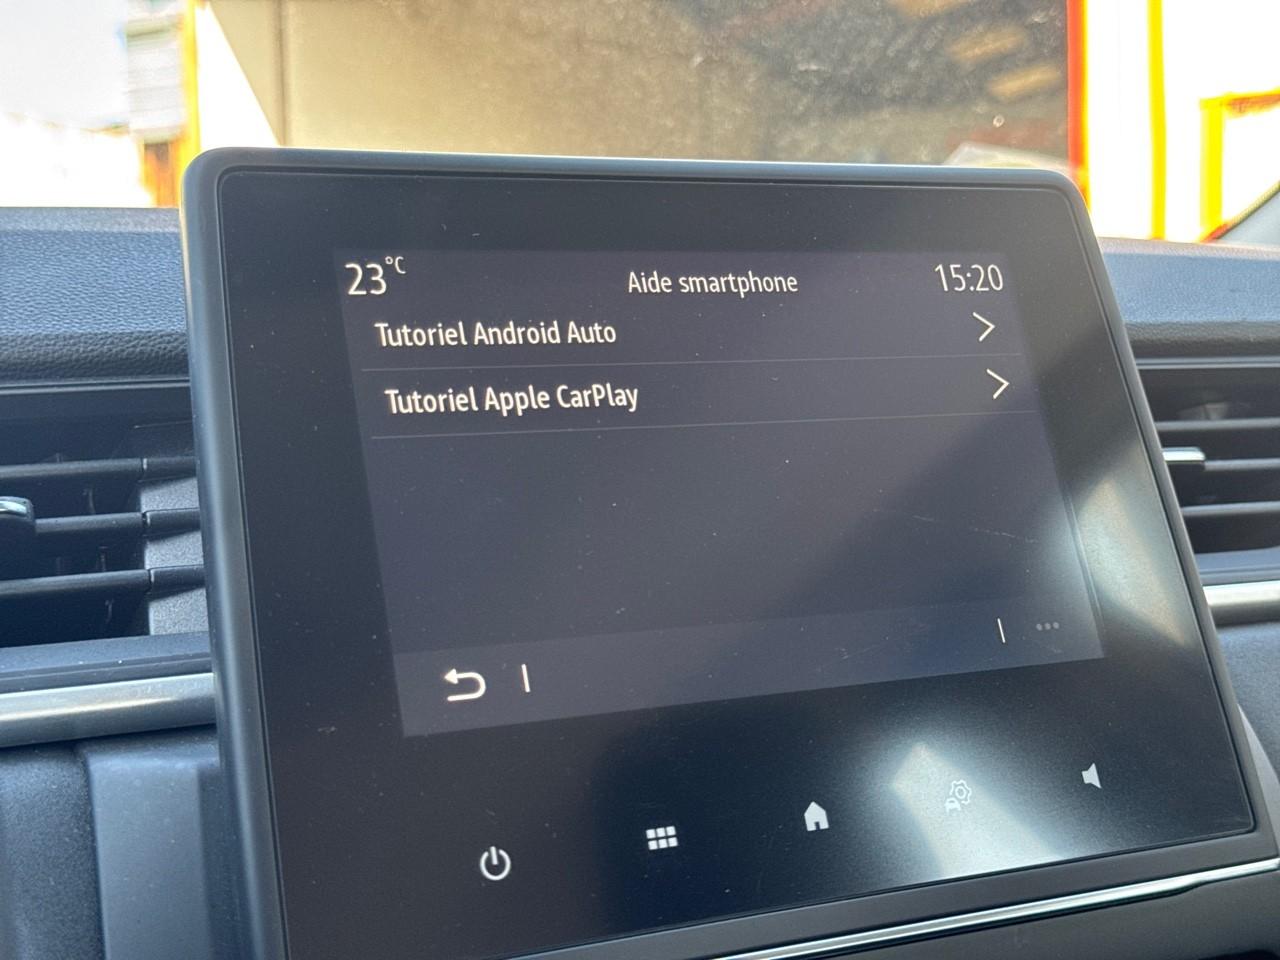 23°C
Aide smartphone
15:20
Tutoriel Android Auto
Tutoriel Apple CarPlay